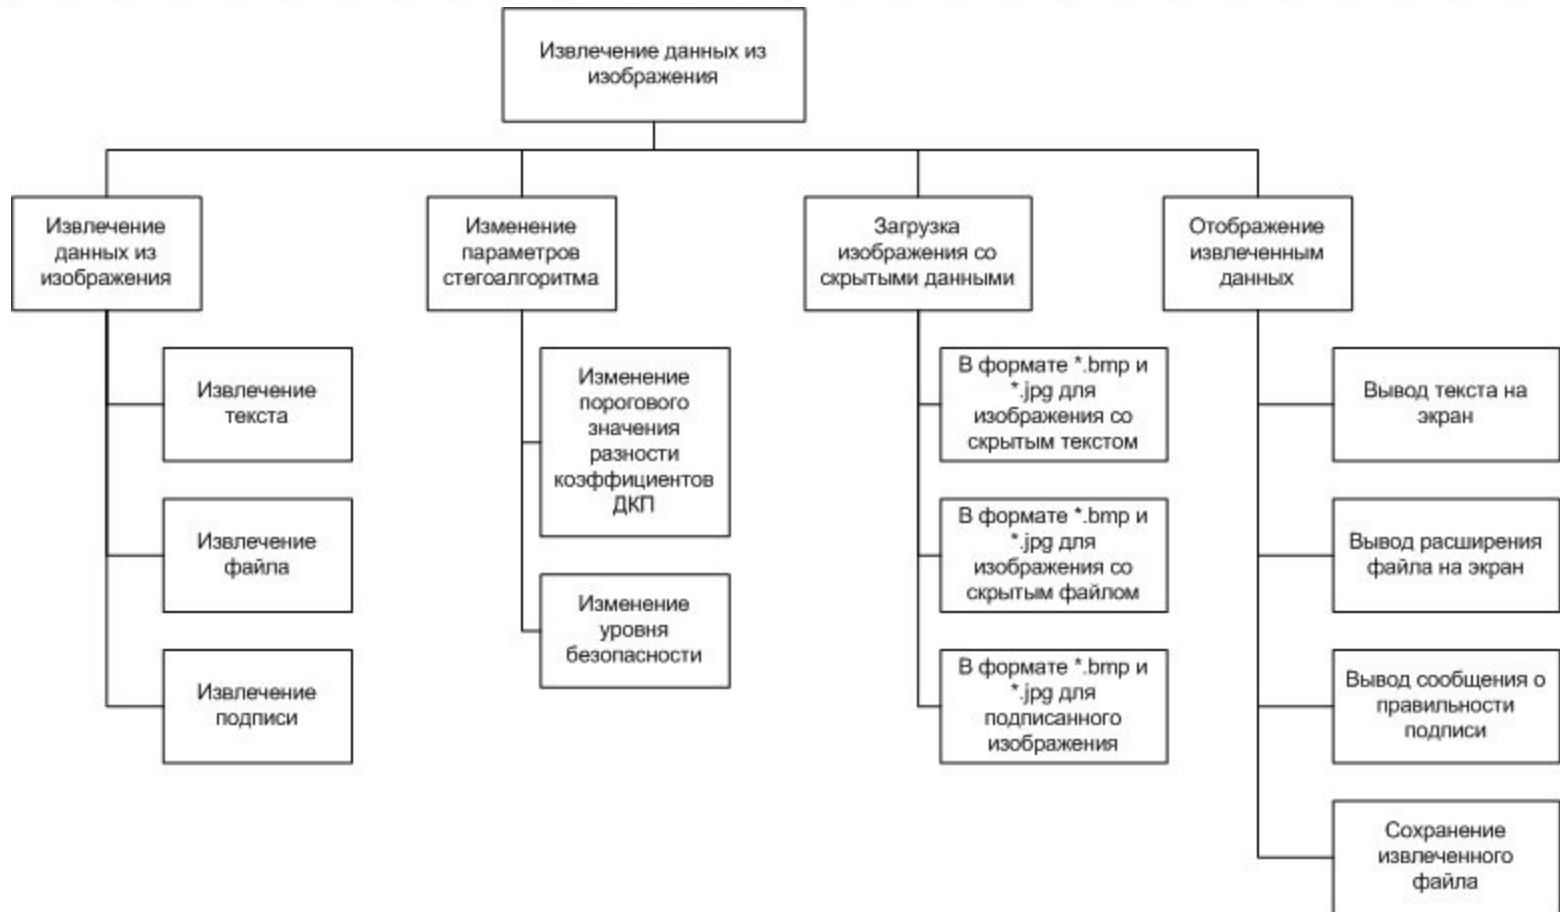 Извлечение данных из
изображения
Извлечение
данных из
изображения
Изменение
параметров
стегоалгоритма
Загрузка
изображения со
скрытыми данными
Отображение
извлеченным
данных
Извлечение
текста
Извлечение
файла
Извлечение
подписи
Изменение
порогового
значения
разности
коэффициентов
ДКП
Изменение
уровня
безопасности
В формате *.bmp и
*.jpg для
изображения со
скрытым текстом
В формате *.bmp и
*.jpg для
изображения со
скрытым файлом
В формате *.bmp и
*.jpg для
подписанного
изображения
Вывод текста на
экран
Вывод расширения
файла на экран
Вывод сообщения о
правильности
подписи
Сохранение
извлеченного
файла